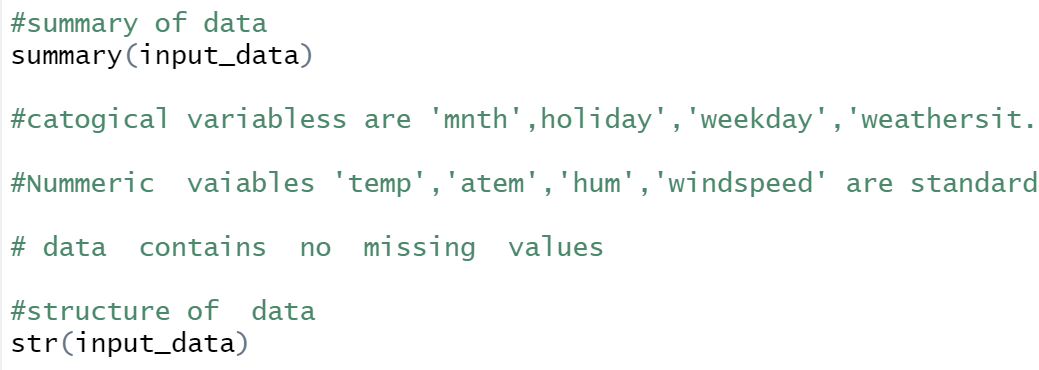 #summary of data
summary(input_data)
#catogical variabless are 'mnth',holiday','weekday','weathersit.
#Nummeric  vaiables 'temp','atem','hum','windspeed' are standard
# data  contains  no  missing  values
#structure of  data
str(input_data)